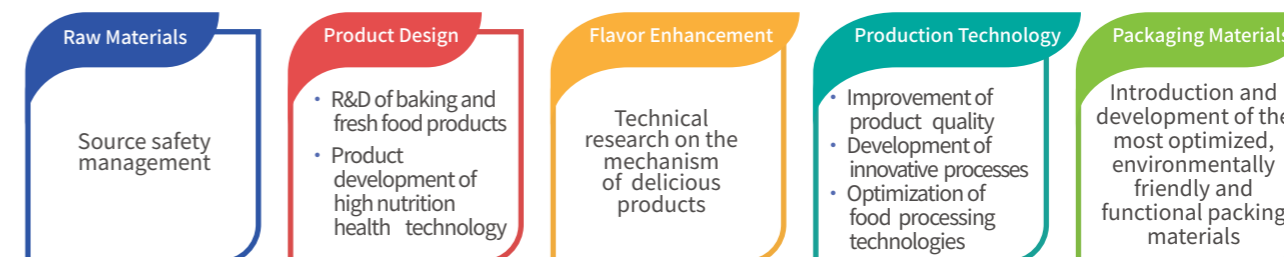 Raw Materials
Source safety
management
Product Design
• R&D of baking and
fresh food products
• Product
development of
high nutrition
health technology
Flavor Enhancement
Technical
research on the
mechanism
of delicious
products
Production Technology
• Improvement of
product quality
• Development of
innovative processes
• Optimization of
food processing
technologies
Packaging Materials
Introduction and
development of the
most optimized,
environmentally
friendly and
functional packing
materials